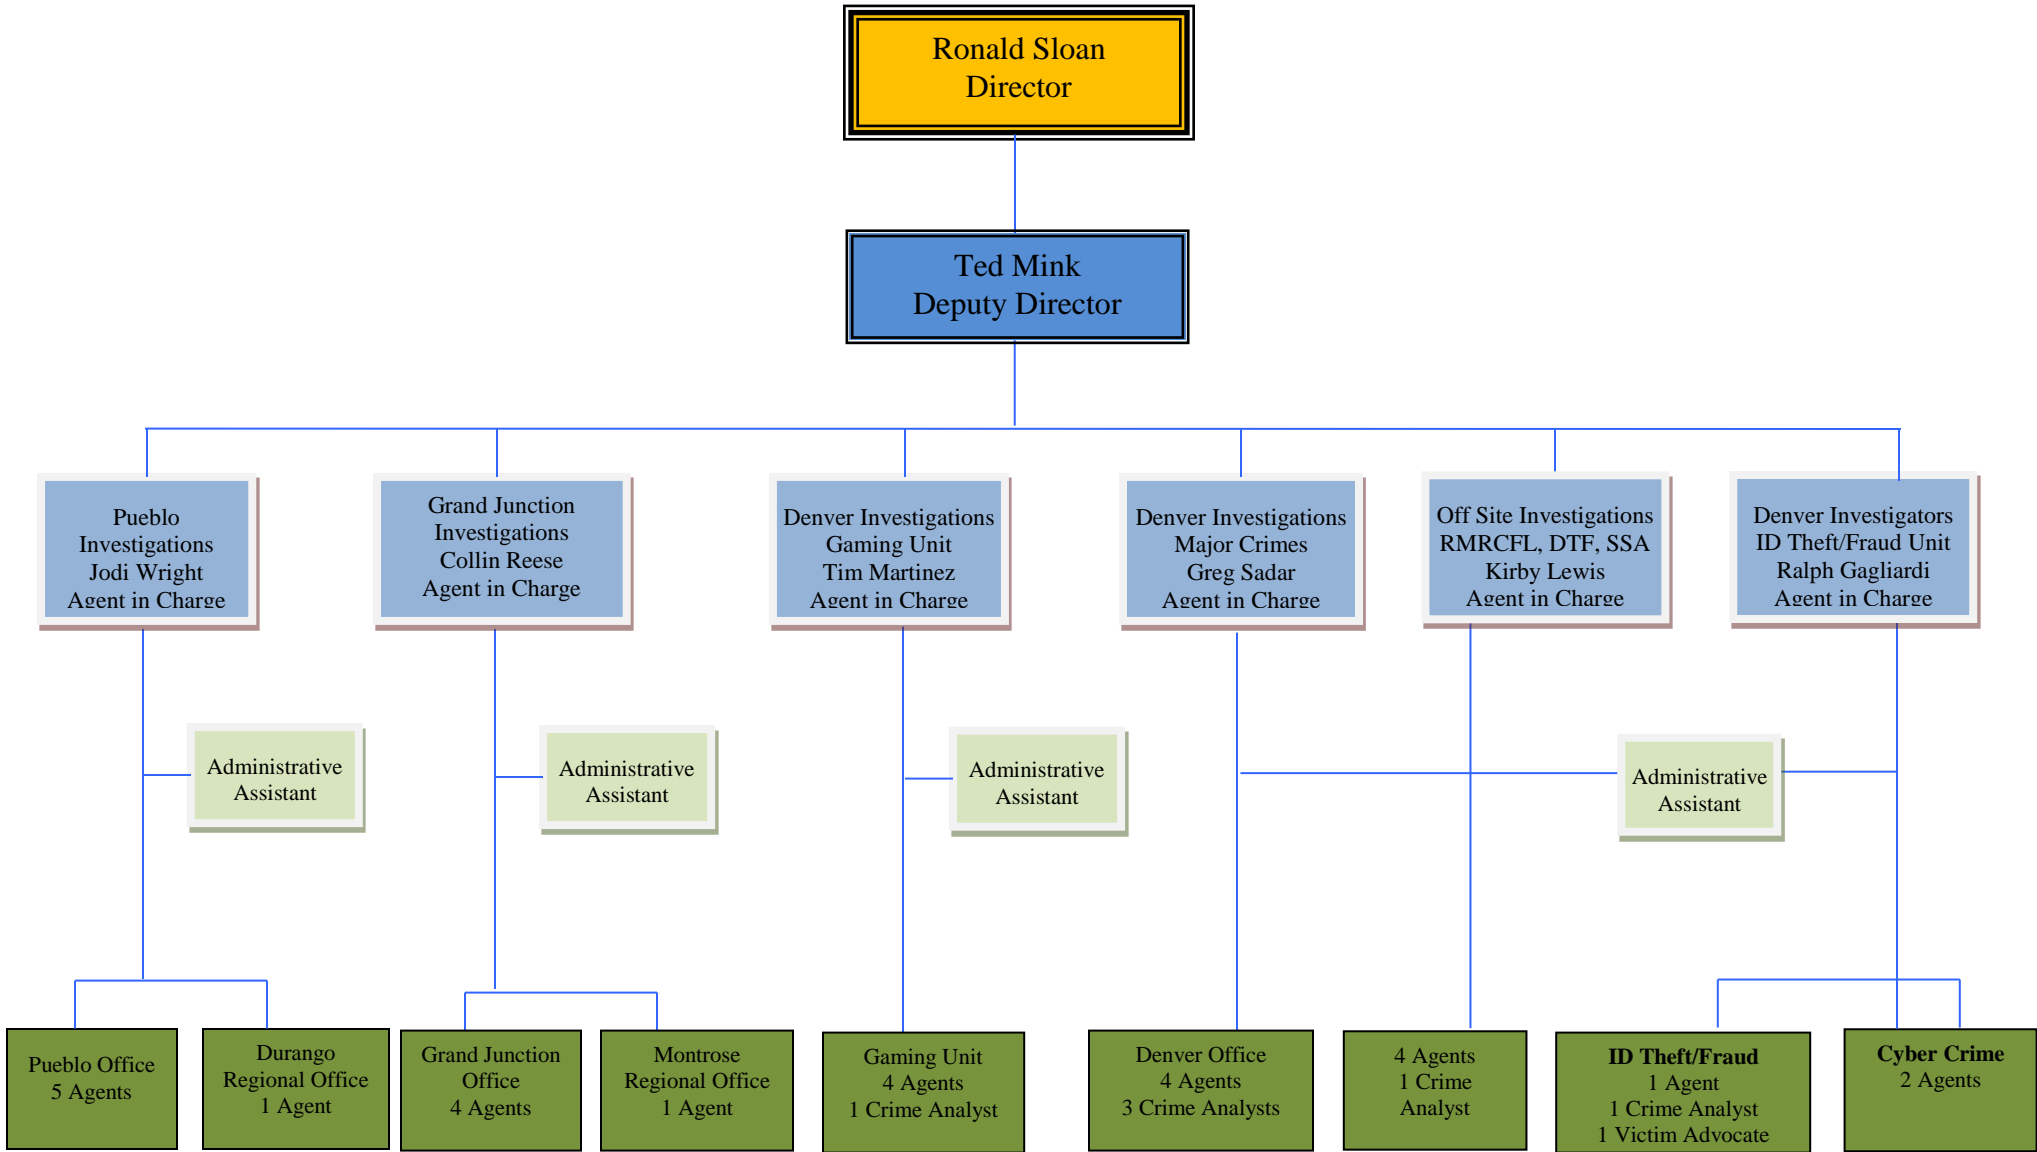 Ronald Sloan
Director
Ted Mink
Deputy Director
Pueblo
Investigations
Jodi Wright
Agent in Charge
Grand Junction
Investigations
Collin Reese
Agent in Charge
Denver Investigations
Gaming Unit
Tim Martinez
Agent in Charge
Denver Investigations
Major Crimes
Greg Sadar
Agent in Charge
Off Site Investigations
RMRCFL, DTF, SSA
Kirby Lewis
Agent in Charge
Denver Investigators
ID Theft/Fraud Unit
Ralph Gagliardi
Agent in Charge
Administrative
Assistant
Administrative
Assistant
Administrative
Assistant
Administrative
Assistant
Pueblo Office
5 Agents
Durango
Regional Office
1 Agent
Grand Junction
Office
4 Agents
Montrose
Regional Office
1 Agent
Gaming Unit
4 Agents
1 Crime Analyst
Denver Office
4 Agents
3 Crime Analysts
4 Agents
1 Crime
Analyst
ID Theft/Fraud
1 Agent
1 Crime Analyst
1 Victim Advocate
Cyber Crime
2 Agents